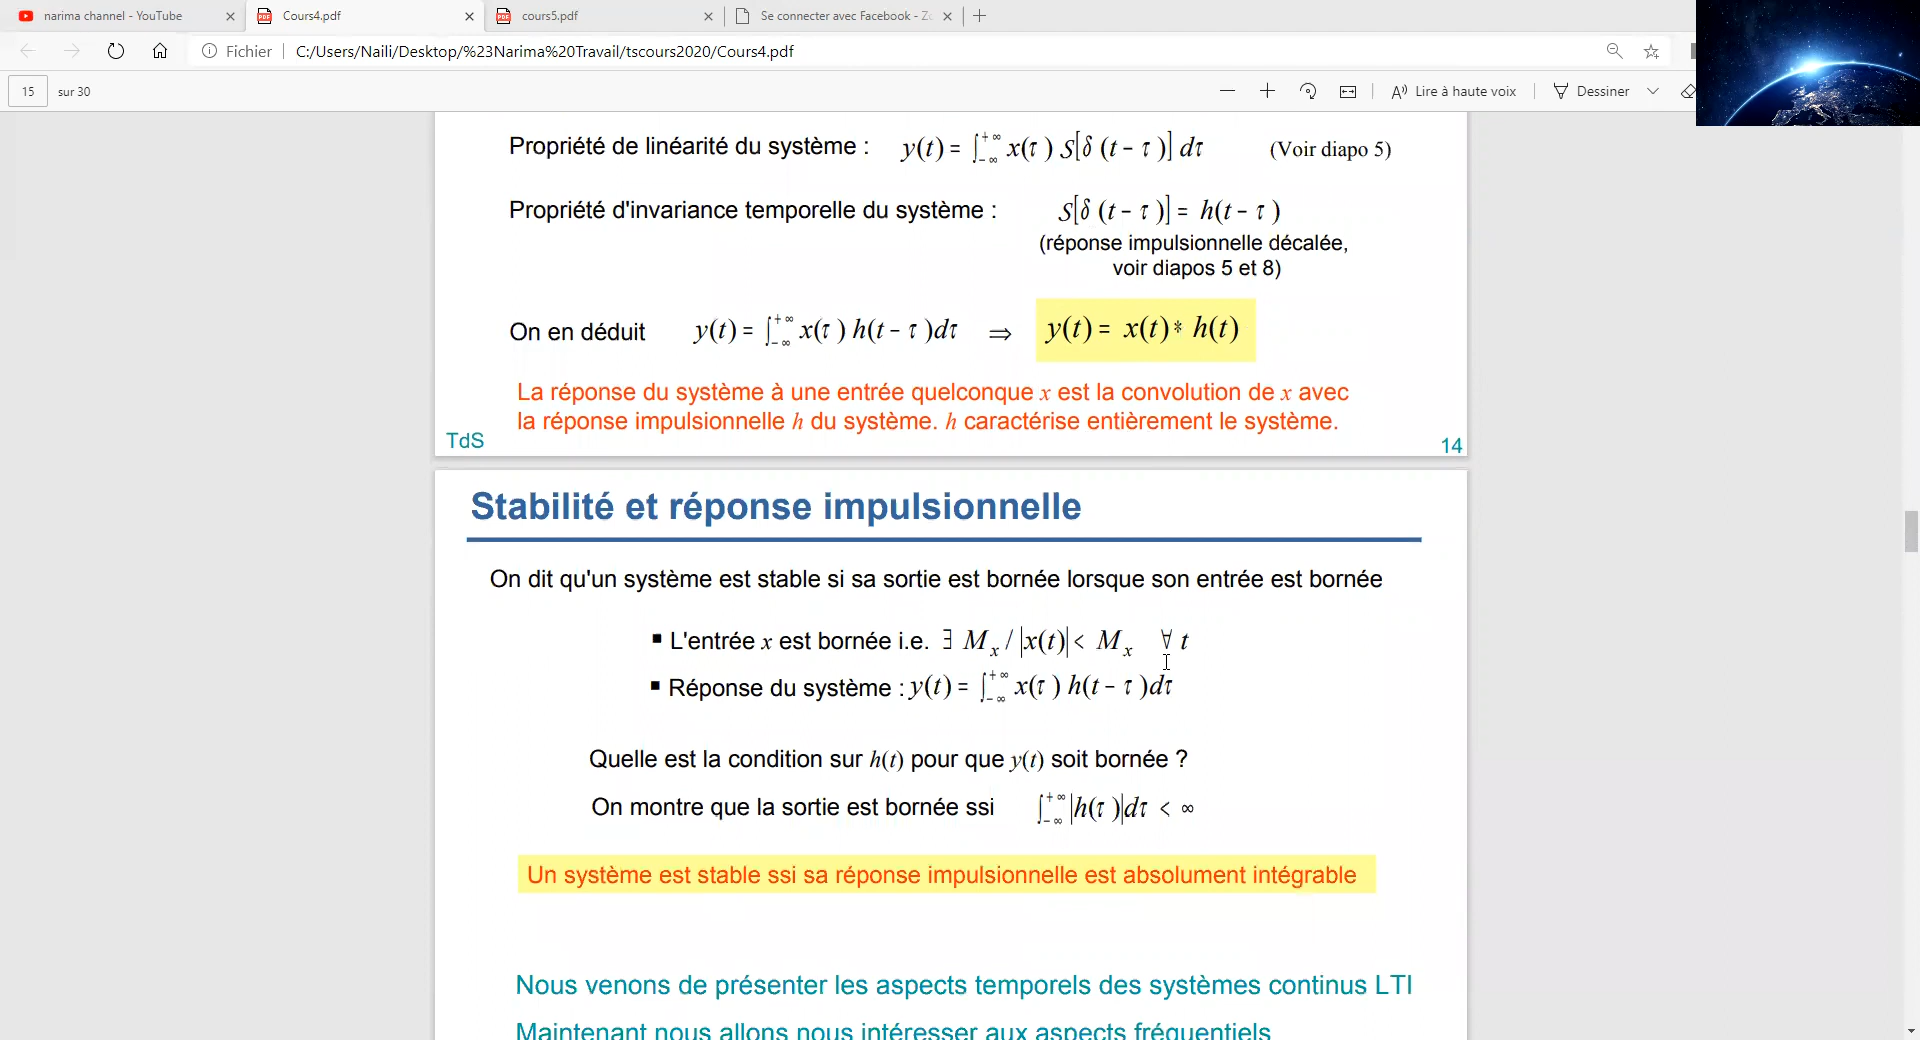 narima channel - YouTube
Cours4.pdf
cours5.pdf
Se connecter avec Facebook - Zo
Fichier
C:/Users/Naili/Desktop/%23Narima%20Travail/tscours2020/Cours4.pdf
15 sur 30
Lire à haute voix
Dessiner
Propriété de linéarité du système : y(t) = ∫_{-∞}^{+∞} x(τ) S[δ(t - τ)] dτ (Voir diapo 5)
Propriété d'invariance temporelle du système : S[δ(t - τ)] = h(t - τ)
(réponse impulsionnelle décalée,
voir diapos 5 et 8)
On en déduit y(t) = ∫_{-∞}^{+∞} x(τ) h(t - τ)dτ ⇒ y(t) = x(t)* h(t)
La réponse du système à une entrée quelconque x est la convolution de x avec
la réponse impulsionnelle h du système. h caractérise entièrement le système.
TdS
14
Stabilité et réponse impulsionnelle
On dit qu'un système est stable si sa sortie est bornée lorsque son entrée est bornée
▪ L'entrée x est bornée i.e. ∃ M_x / |x(t)| < M_x ∀ t
▪ Réponse du système : y(t) = ∫_{-∞}^{+∞} x(τ) h(t - τ)dτ
Quelle est la condition sur h(t) pour que y(t) soit bornée ?
On montre que la sortie est bornée ssi ∫_{-∞}^{+∞} |h(τ)|dτ < ∞
Un système est stable ssi sa réponse impulsionnelle est absolument intégrable
Nous venons de présenter les aspects temporels des systèmes continus LTI
Maintenant nous allons nous intéresser aux aspects fréquentiels